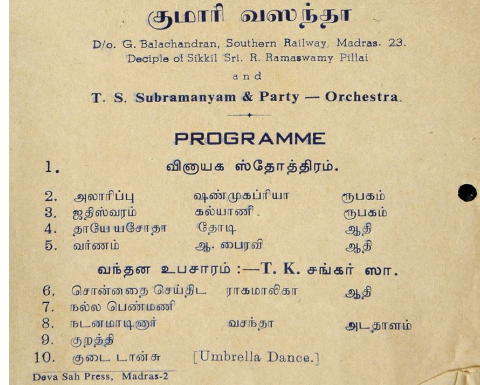 குமாரி வஸந்தா
D/o. G. Balachandran, Southern Railway, Madras. 23.
Deciple of Sikkil Sri. R. Ramaswamy Pillai
and
T. S. Subramanyam & Party — Orchestra.
PROGRAMME
1. வினாயக ஸ்தோத்திரம்.
2. அலாரிப்பு ஷண்முகப்ரியா ரூபகம்
3. ஜதிஸ்வரம் கல்யாணி. ரூபகம்
4. தாயே யசோதா தோடி ஆதி
5. வர்ணம் ஆ. பைரவி ஆதி
வந்தன உபசாரம் :—T. K. சங்கர் ஸா.
6. சொன்னதை செய்திட ராகமாலிகா ஆதி
7. நல்ல பெண்மணி
8. நடனமாடினார் வசந்தா அடதாளம்
9. குறத்தி
10. குடை டான்சு [Umbrella Dance.]
Deva Sah Press, Madras-2